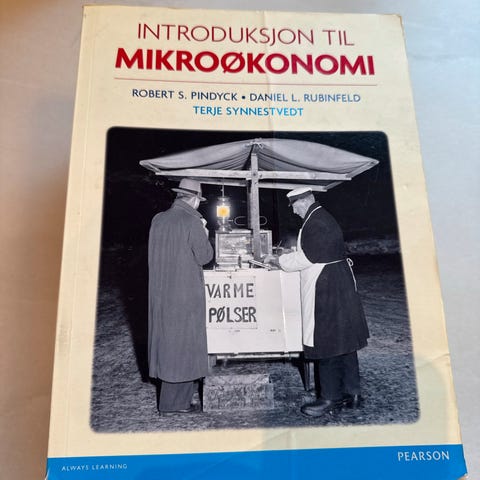 INTRODUKSJON TIL
MIKROØKONOMI
ROBERT S. PINDYCK • DANIEL L. RUBINFELD
TERJE SYNNESTVEDT
VARME
PØLSER
ALWAYS LEARNING
PEARSON